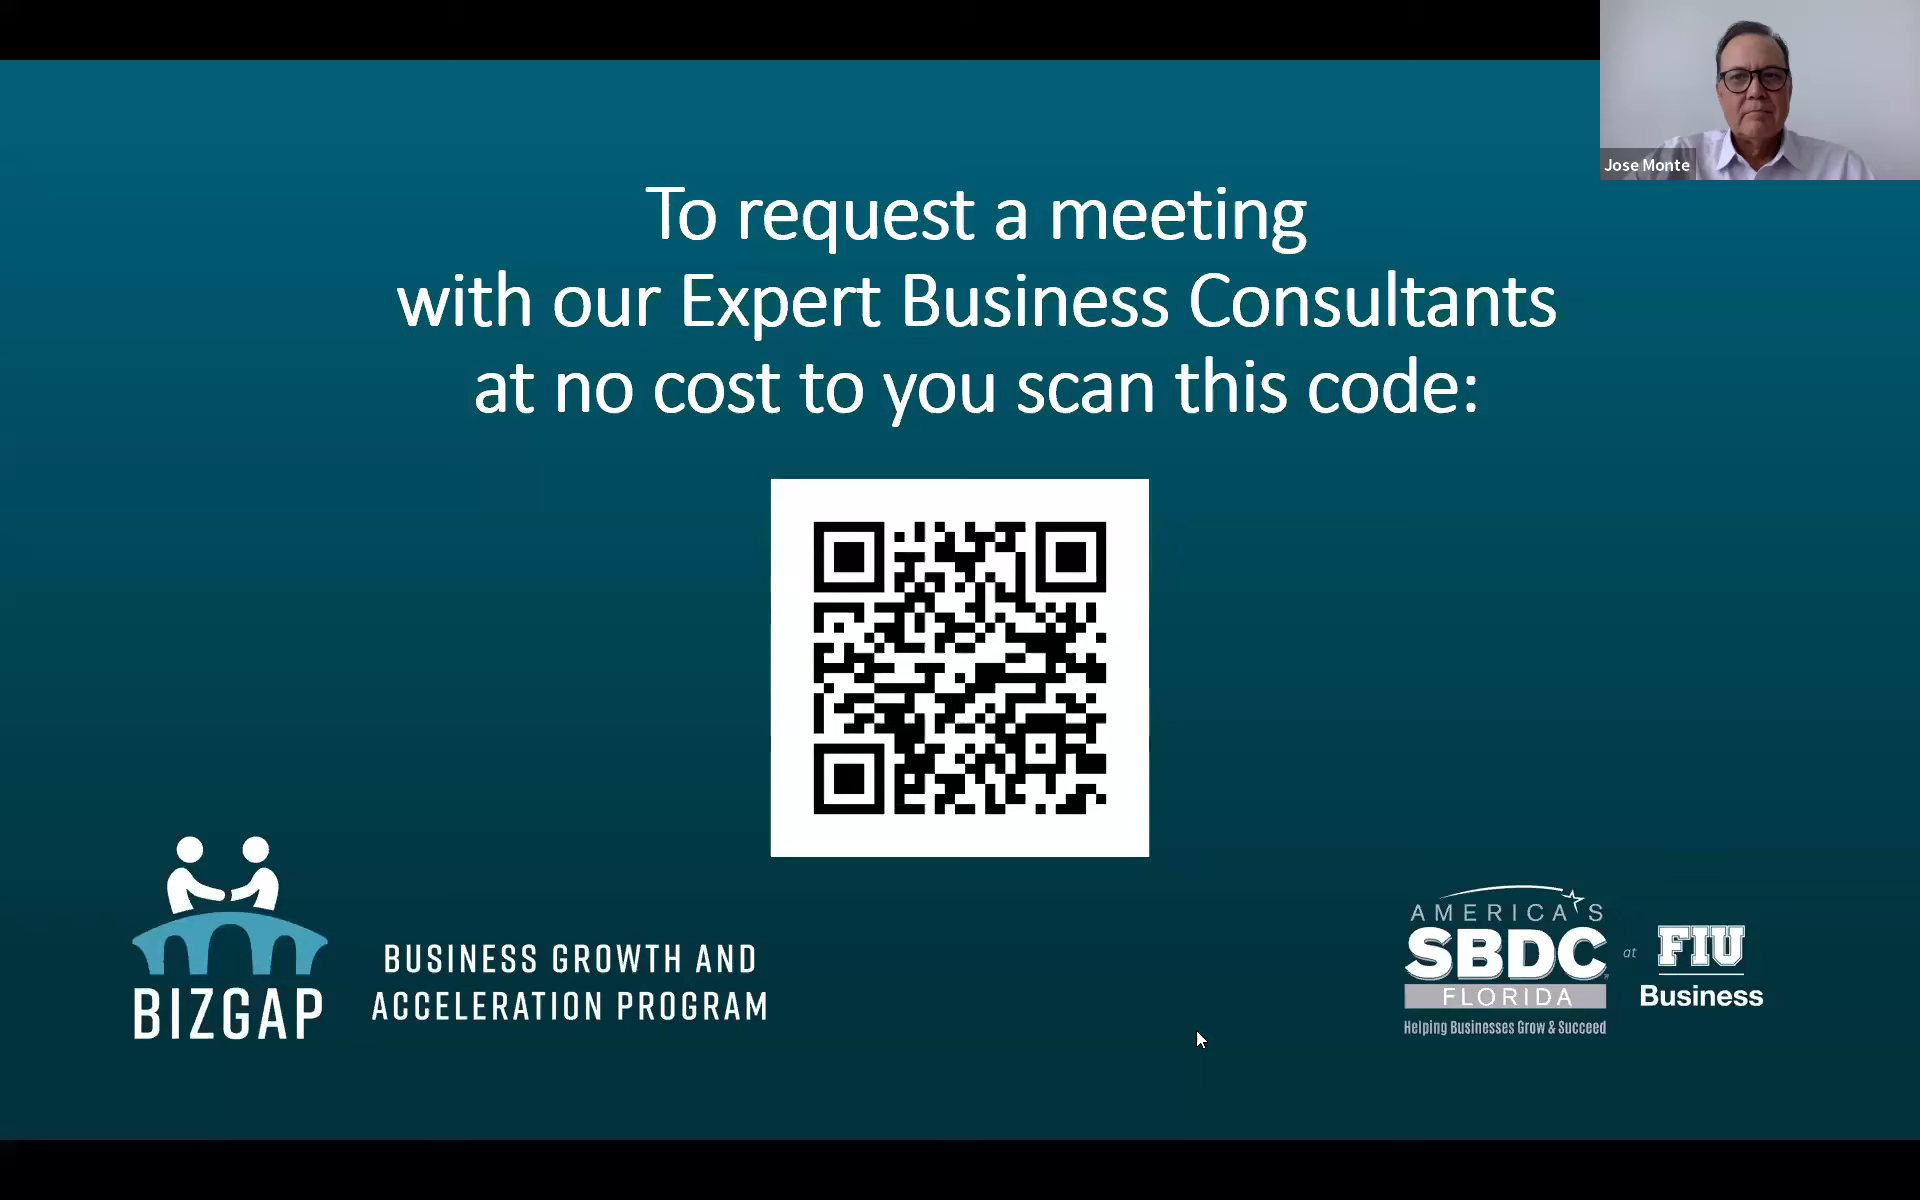 Jose Monte
To request a meeting
with our Expert Business Consultants
at no cost to you scan this code:
BIZGAP
BUSINESS GROWTH AND
ACCELERATION PROGRAM
AMERICA'S
SBDC
FLORIDA
Helping Businesses Grow & Succeed
at
FIU
Business